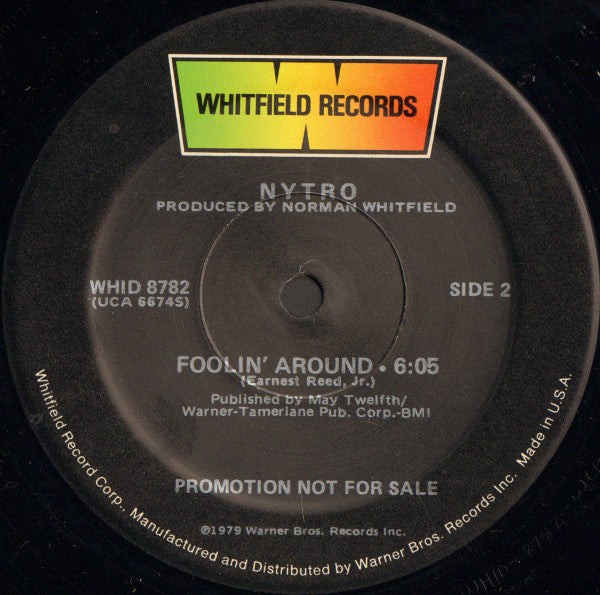 WHITFIELD RECORDS
NYTRO
PRODUCED BY NORMAN WHITFIELD
WHID 8782
(UCA 6674S)
SIDE 2
FOOLIN' AROUND • 6:05
(Earnest Reed, Jr.)
Published by May Twelfth/
Warner-Tamerlane Pub. Corp.-BMI
PROMOTION NOT FOR SALE
℗1979 Warner Bros. Records Inc.
Whitfield Record Corp., Manufactured and Distributed by Warner Bros. Records Inc. Made in U.S.A.
WHID-8782